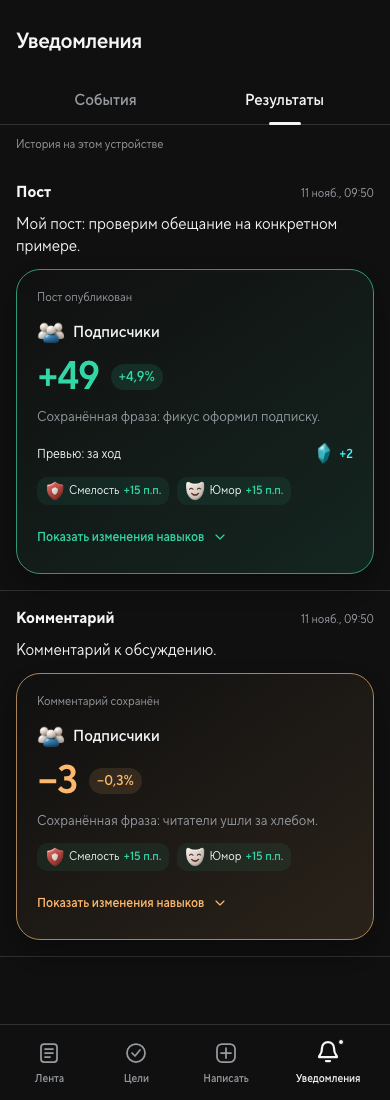 Уведомления
События
Результаты
История на этом устройстве
Пост
11 нояб., 09:50
Мой пост: проверим обещание на конкретном
примере.
Пост опубликован
Подписчики
+49
+4,9%
Сохранённая фраза: фикус оформил подписку.
Превью: за ход
+2
Смелость +15 п.п.
Юмор +15 п.п.
Показать изменения навыков
Комментарий
11 нояб., 09:50
Комментарий к обсуждению.
Комментарий сохранён
Подписчики
−3
−0,3%
Сохранённая фраза: читатели ушли за хлебом.
Смелость +15 п.п.
Юмор +15 п.п.
Показать изменения навыков
Лента
Цели
Написать
Уведомления